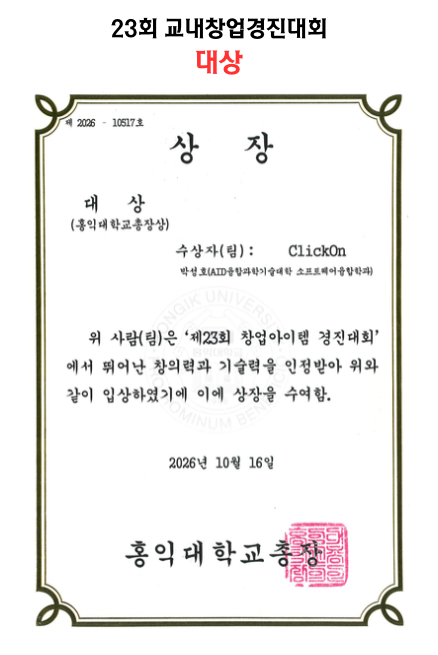 23회 교내창업경진대회
대상
제 2026 - 10517호
상 장
대 상
(홍익대학교총장상)
수상자(팀): ClickOn
박성호(AID융합과학기술대학 소프트웨어융합학과)
위 사람(팀)은 '제23회 창업아이템 경진대회'
에서 뛰어난 창의력과 기술력을 인정받아 위와
같이 입상하였기에 이에 상장을 수여함.
2026년 10월 16일
홍익대학교총장
HONGIK UNIVERSITY